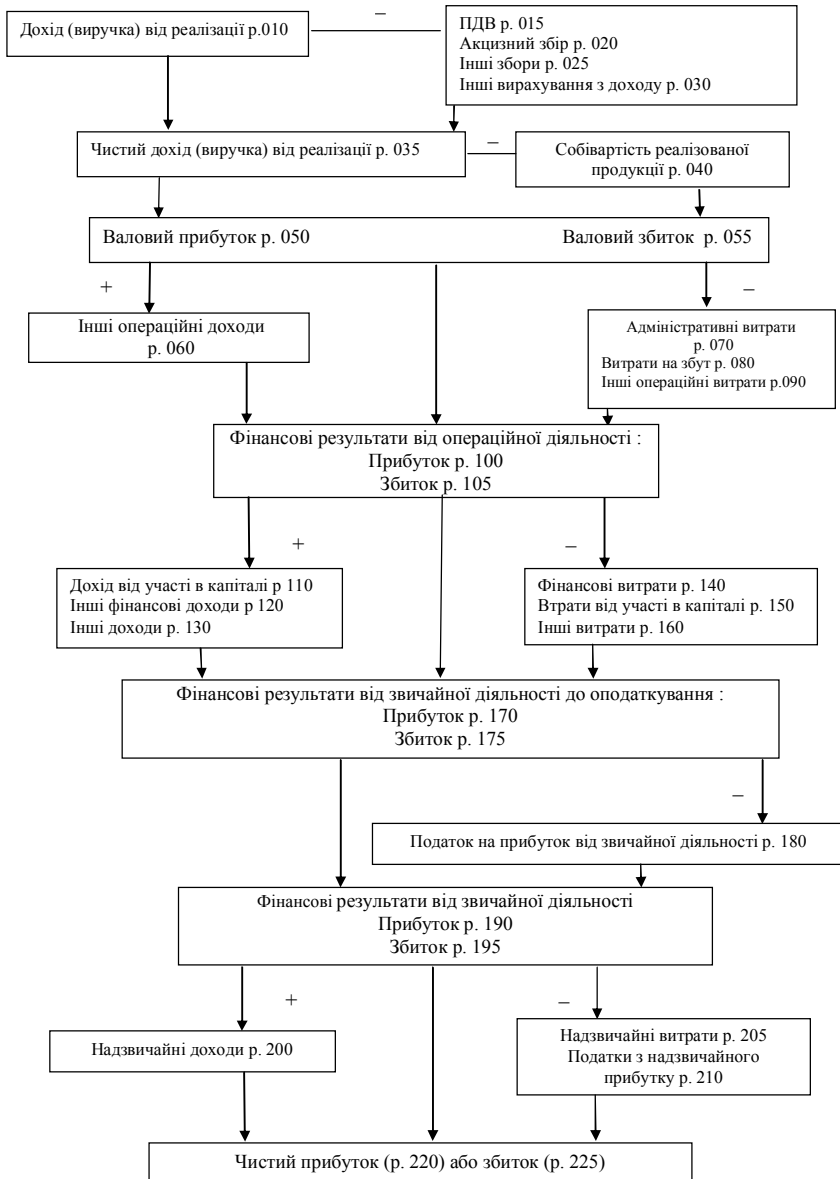 Дохід (виручка) від реалізації р.010
–
ПДВ р. 015
Акцизний збір р. 020
Інші збори р. 025
Інші вирахування з доходу р. 030
Чистий дохід (виручка) від реалізації р. 035
–
Собівартість реалізованої
продукції р. 040
Валовий прибуток р. 050
Валовий збиток р. 055
+
–
Інші операційні доходи
р. 060
Адміністративні витрати
р. 070
Витрати на збут р. 080
Інші операційні витрати р.090
Фінансові результати від операційної діяльності :
Прибуток р. 100
Збиток р. 105
+
–
Дохід від участі в капіталі р 110
Інші фінансові доходи р 120
Інші доходи р. 130
Фінансові витрати р. 140
Втрати від участі в капіталі р. 150
Інші витрати р. 160
Фінансові результати від звичайної діяльності до оподаткування :
Прибуток р. 170
Збиток р. 175
–
Податок на прибуток від звичайної діяльності р. 180
Фінансові результати від звичайної діяльності
Прибуток р. 190
Збиток р. 195
+
–
Надзвичайні доходи р. 200
Надзвичайні витрати р. 205
Податки з надзвичайного
прибутку р. 210
Чистий прибуток (р. 220) або збиток (р. 225)